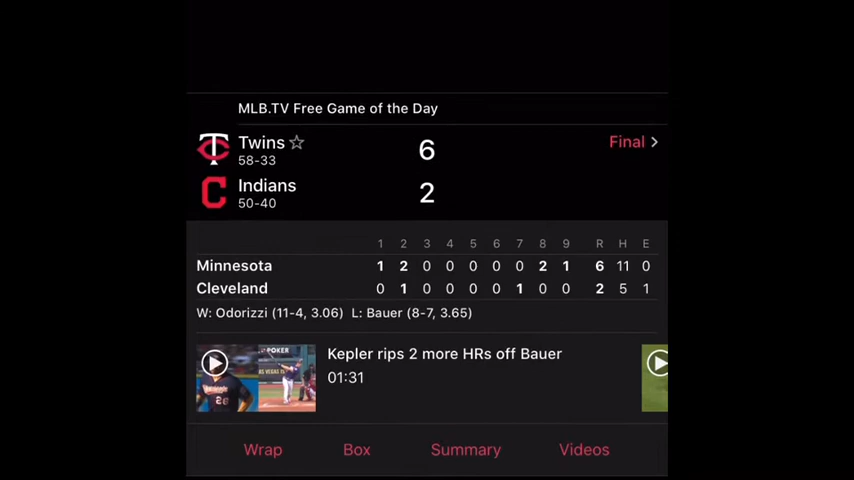 MLB.TV Free Game of the Day
Twins ☆ 6 Final >
58-33
Indians 2
50-40
1 2 3 4 5 6 7 8 9 R H E
Minnesota 1 2 0 0 0 0 0 2 1 6 11 0
Cleveland 0 1 0 0 0 0 1 0 0 2 5 1
W: Odorizzi (11-4, 3.06) L: Bauer (8-7, 3.65)
POKER
Kepler rips 2 more HRs off Bauer
01:31
26
Wrap Box Summary Videos